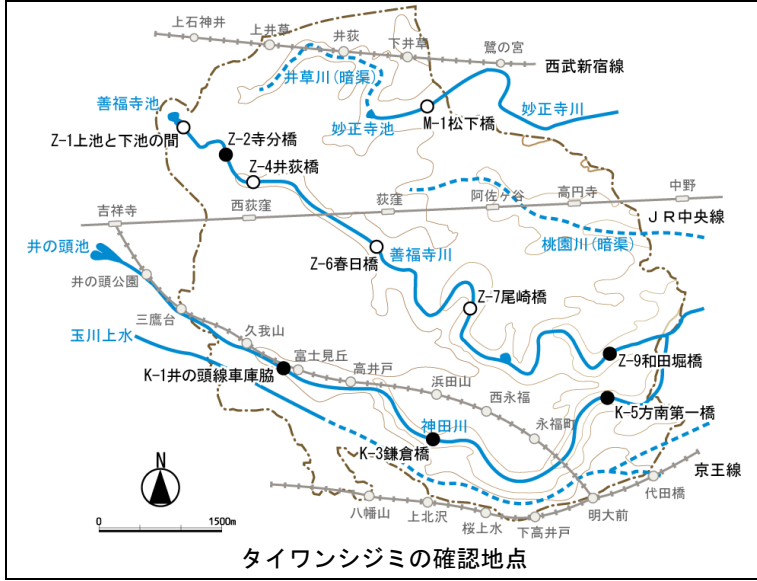 上石神井
上井草
井荻
下井草
鷺の宮
西武新宿線
井草川(暗渠)
善福寺池
妙正寺池
M-1松下橋
妙正寺川
Z-1上池と下池の間
Z-2寺分橋
Z-4井荻橋
吉祥寺
西荻窪
荻窪
阿佐ヶ谷
高円寺
中野
JR中央線
井の頭池
井の頭公園
Z-6春日橋
善福寺川
桃園川(暗渠)
三鷹台
Z-7尾崎橋
玉川上水
久我山
富士見丘
K-1井の頭線車庫脇
高井戸
浜田山
Z-9和田堀橋
西永福
K-5方南第一橋
神田川
永福町
K-3鎌倉橋
京王線
N
八幡山
上北沢
桜上水
下高井戸
明大前
代田橋
0 1500m
タイワンシジミの確認地点